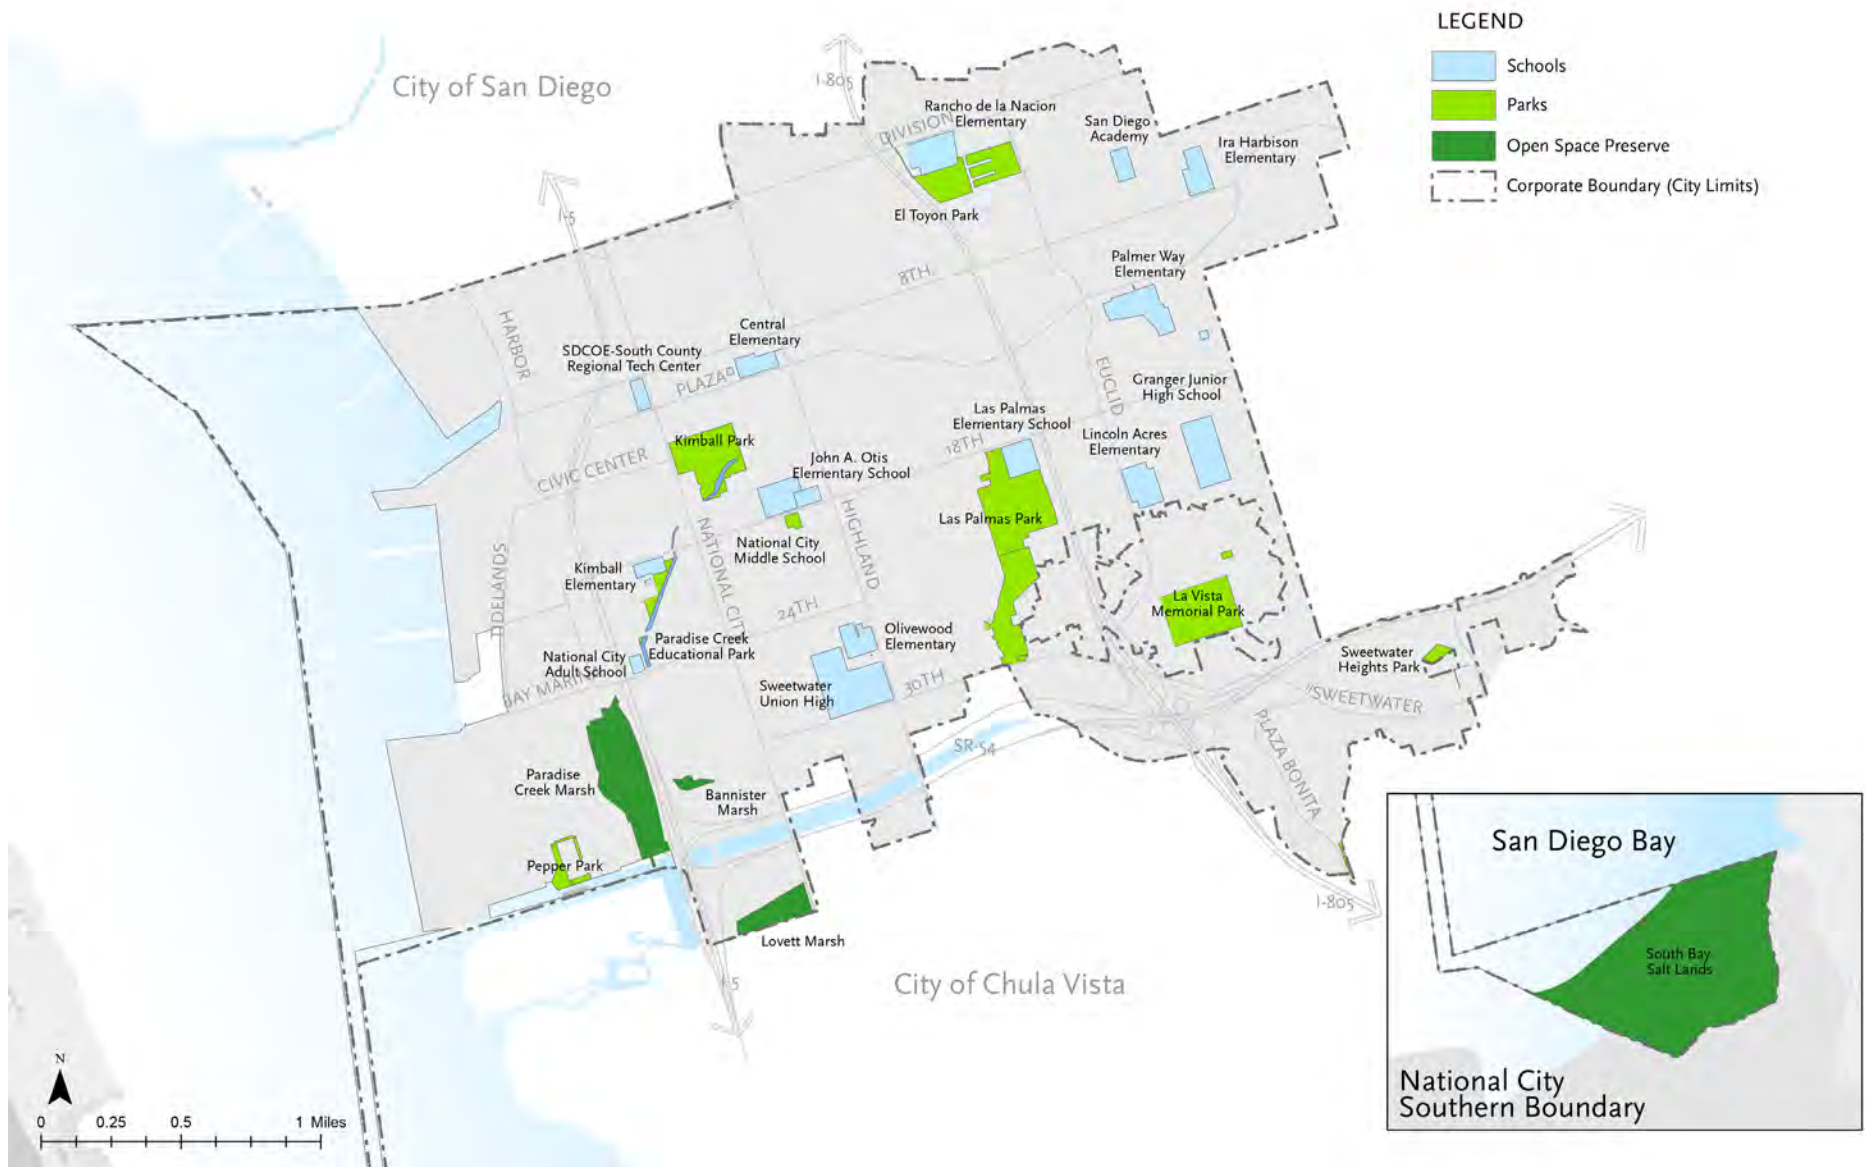 LEGEND
Schools
Parks
Open Space Preserve
Corporate Boundary (City Limits)
City of San Diego
I-805
DIVISION
Rancho de la Nacion
Elementary
San Diego
Academy
Ira Harbison
Elementary
El Toyon Park
I-5
8TH
Palmer Way
Elementary
HARBOR
Central
Elementary
SDCOE-South County
Regional Tech Center
PLAZA
EUCLID
Granger Junior
High School
Las Palmas
Elementary School
18TH
Lincoln Acres
Elementary
Kimball Park
CIVIC CENTER
John A. Otis
Elementary School
HIGHLAND
Las Palmas Park
National City
Middle School
NATIONAL CITY
TIDELANDS
Kimball
Elementary
24TH
La Vista
Memorial Park
Olivewood
Elementary
Paradise Creek
Educational Park
National City
Adult School
BAY MARINA
Sweetwater
Union High
30TH
Sweetwater
Heights Park
SWEETWATER
PLAZA BONITA
SR-54
Paradise
Creek Marsh
Bannister
Marsh
Pepper Park
I-805
Lovett Marsh
I-5
City of Chula Vista
San Diego Bay
South Bay
Salt Lands
National City
Southern Boundary
N
0 0.25 0.5 1 Miles